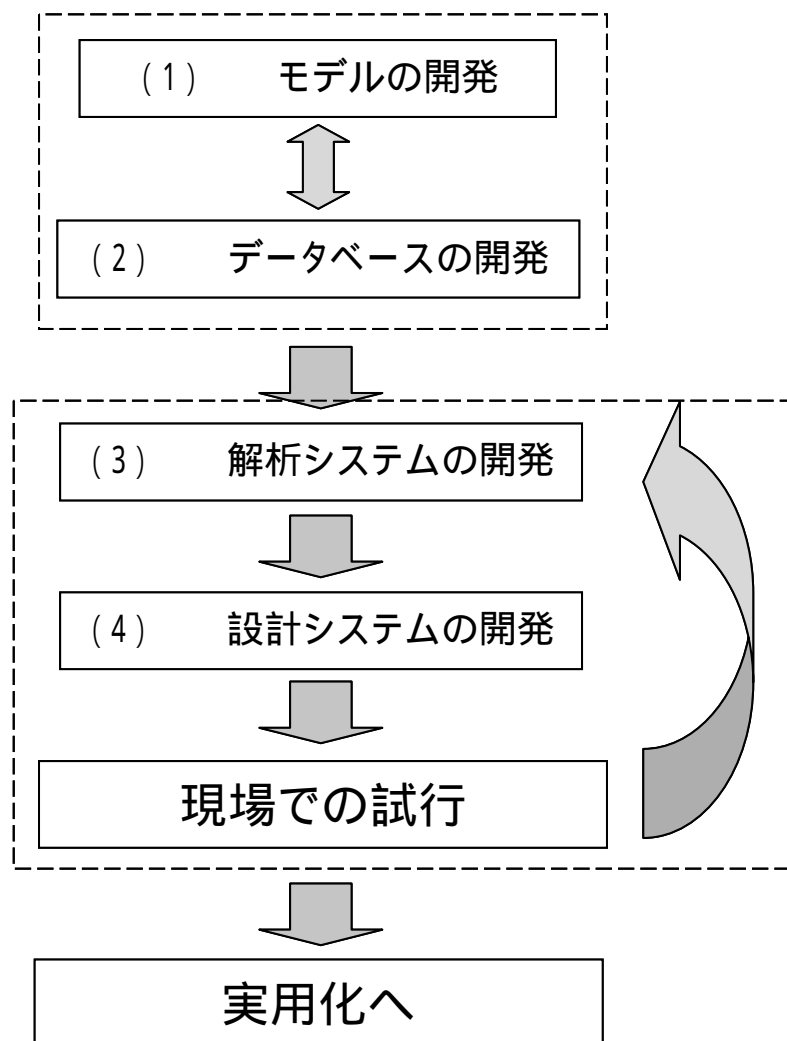 (1) モデルの開発
(2) データベースの開発
(3) 解析システムの開発
(4) 設計システムの開発
現場での試行
実用化へ